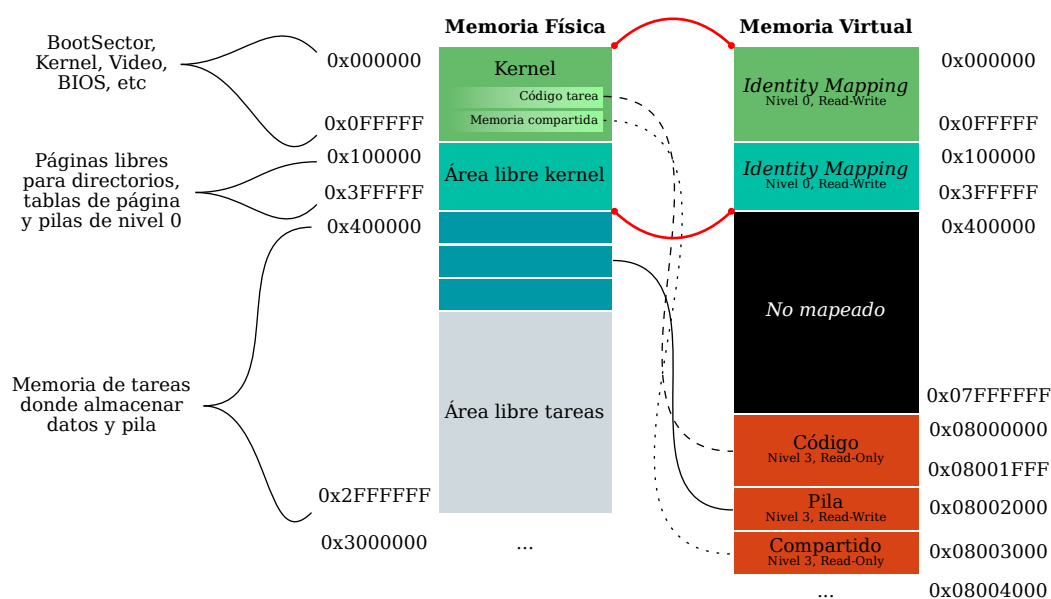 Memoria Física
Memoria Virtual
BootSector,
Kernel, Video,
BIOS, etc
0x000000
0x0FFFFF
Kernel
Código tarea
Memoria compartida
Identity Mapping
Nivel 0, Read-Write
0x000000
0x0FFFFF
Páginas libres
para directorios,
tablas de página
y pilas de nivel 0
0x100000
0x3FFFFF
Área libre kernel
Identity Mapping
Nivel 0, Read-Write
0x100000
0x3FFFFF
0x400000
0x400000
No mapeado
0x07FFFFFF
Memoria de tareas
donde almacenar
datos y pila
Área libre tareas
0x2FFFFFF
0x3000000
...
Código
Nivel 3, Read-Only
0x08000000
0x08001FFF
Pila
Nivel 3, Read-Write
0x08002000
Compartido
Nivel 3, Read-Only
0x08003000
...
0x08004000